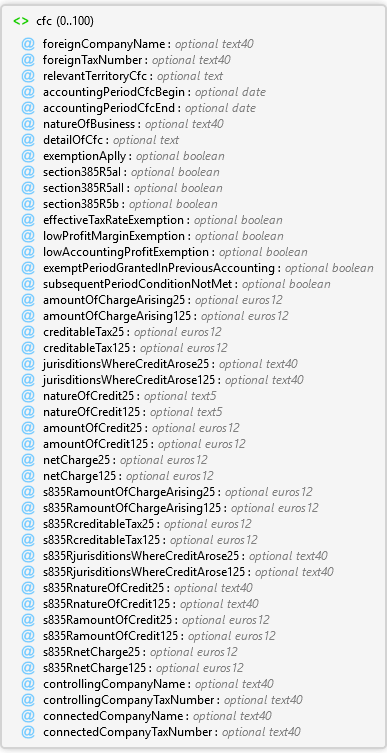 <> cfc (0..100)
@ foreignCompanyName : optional text40
@ foreignTaxNumber : optional text40
@ relevantTerritoryCfc : optional text
@ accountingPeriodCfcBegin : optional date
@ accountingPeriodCfcEnd : optional date
@ natureOfBusiness : optional text40
@ detailOfCfc : optional text
@ exemptionAplly : optional boolean
@ section385R5aI : optional boolean
@ section385R5aII : optional boolean
@ section385R5b : optional boolean
@ effectiveTaxRateExemption : optional boolean
@ lowProfitMarginExemption : optional boolean
@ lowAccountingProfitExemption : optional boolean
@ exemptPeriodGrantedInPreviousAccounting : optional boolean
@ subsequentPeriodConditionNotMet : optional boolean
@ amountOfChargeArising25 : optional euros12
@ amountOfChargeArising125 : optional euros12
@ creditableTax25 : optional euros12
@ creditableTax125 : optional euros12
@ jurisditionsWhereCreditArose25 : optional text40
@ jurisditionsWhereCreditArose125 : optional text40
@ natureOfCredit25 : optional text5
@ natureOfCredit125 : optional text5
@ amountOfCredit25 : optional euros12
@ amountOfCredit125 : optional euros12
@ netCharge25 : optional euros12
@ netCharge125 : optional euros12
@ s835RamountOfChargeArising25 : optional euros12
@ s835RamountOfChargeArising125 : optional euros12
@ s835RcreditableTax25 : optional euros12
@ s835RcreditableTax125 : optional euros12
@ s835RjurisditionsWhereCreditArose25 : optional text40
@ s835RjurisditionsWhereCreditArose125 : optional text40
@ s835RnatureOfCredit25 : optional text40
@ s835RnatureOfCredit125 : optional text40
@ s835RamountOfCredit25 : optional euros12
@ s835RamountOfCredit125 : optional euros12
@ s835RnetCharge25 : optional euros12
@ s835RnetCharge125 : optional euros12
@ controllingCompanyName : optional text40
@ controllingCompanyTaxNumber : optional text40
@ connectedCompanyName : optional text40
@ connectedCompanyTaxNumber : optional text40